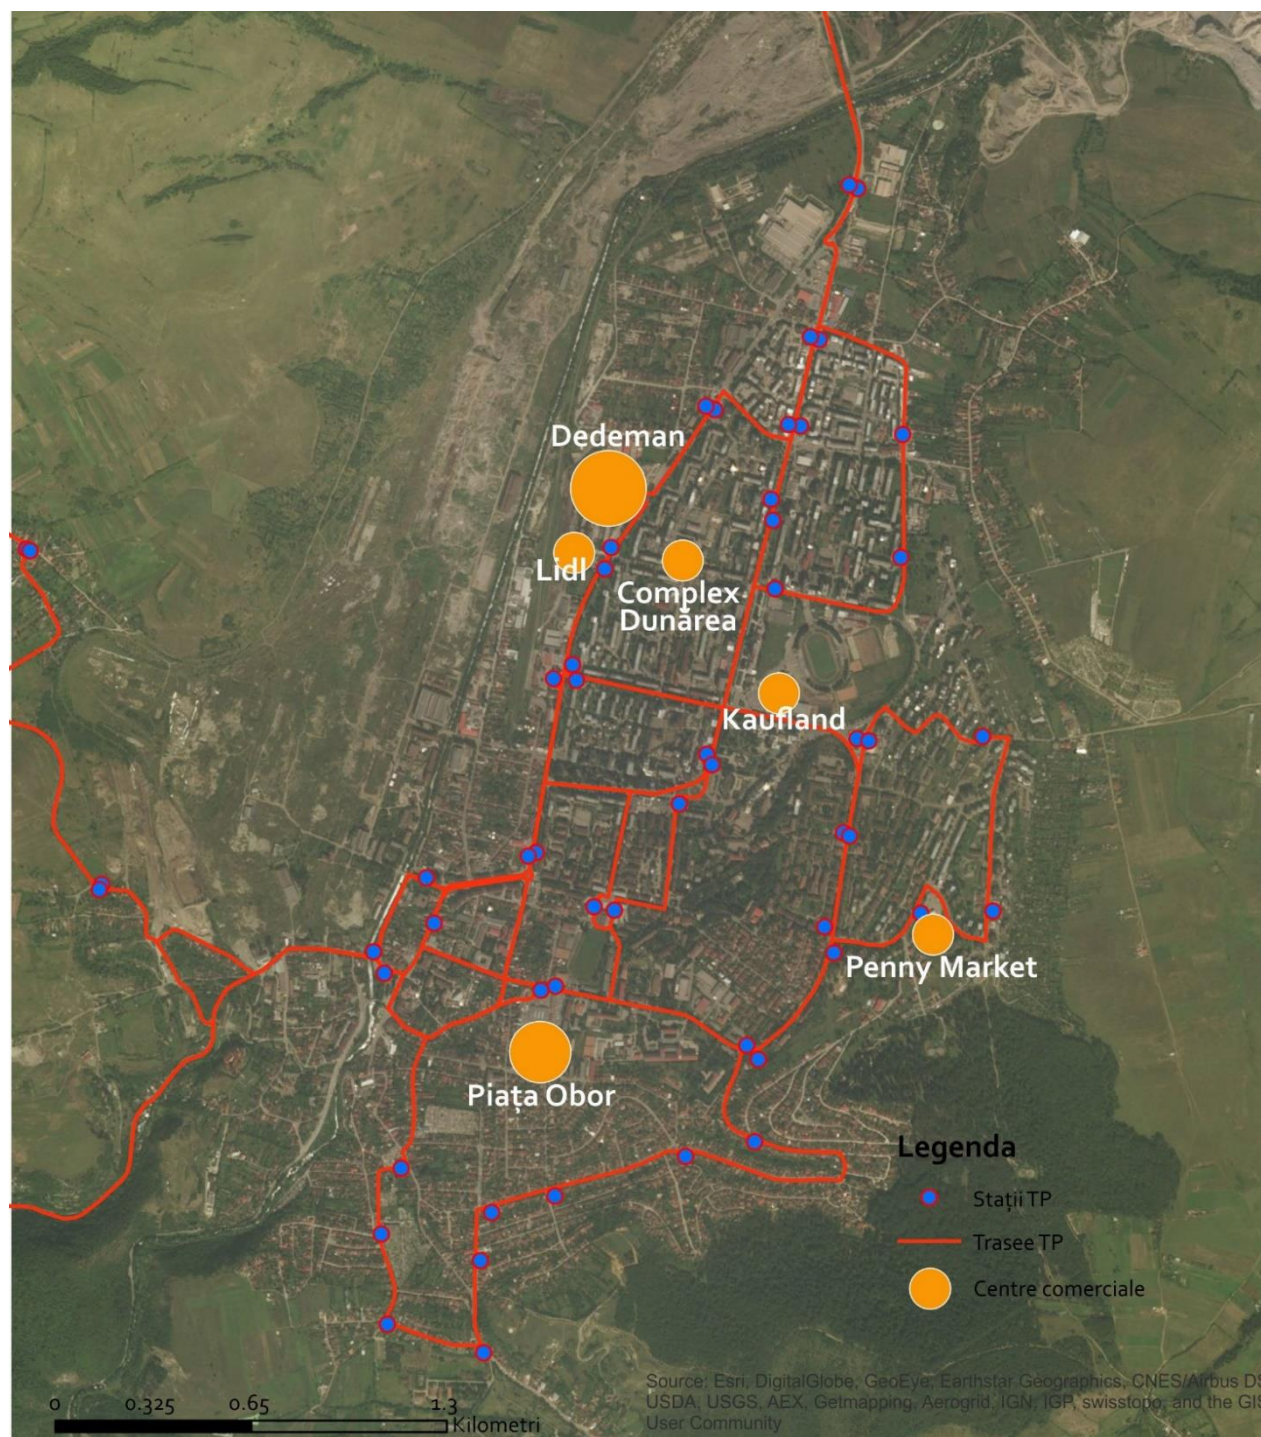 Dedeman
Lidl
Complex
Dunărea
Kaufland
Penny Market
Piața Obor
Legenda
Stații TP
Trasee TP
Centre comerciale
0 0.325 0.65 1.3
Kilometri
Source: Esri, DigitalGlobe, GeoEye, Earthstar Geographics, CNES/Airbus DS,
USDA, USGS, AEX, Getmapping, Aerogrid, IGN, IGP, swisstopo, and the GIS
User Community